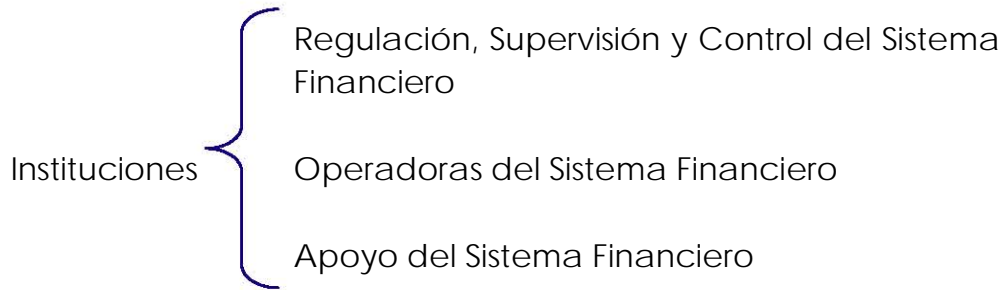 Regulación, Supervisión y Control del Sistema
Financiero
Instituciones
Operadoras del Sistema Financiero
Apoyo del Sistema Financiero